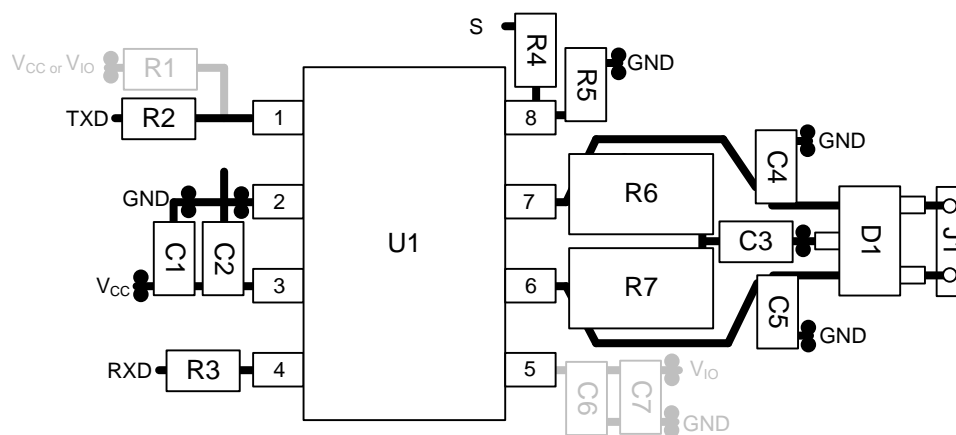 S
R4
R5
GND
VCC or VIO
R1
TXD
R2
1
8
GND
2
7
R6
C4
GND
U1
C3
D1
J1
C1
C2
VCC
3
6
R7
C5
GND
RXD
R3
4
5
C6
C7
VIO
GND